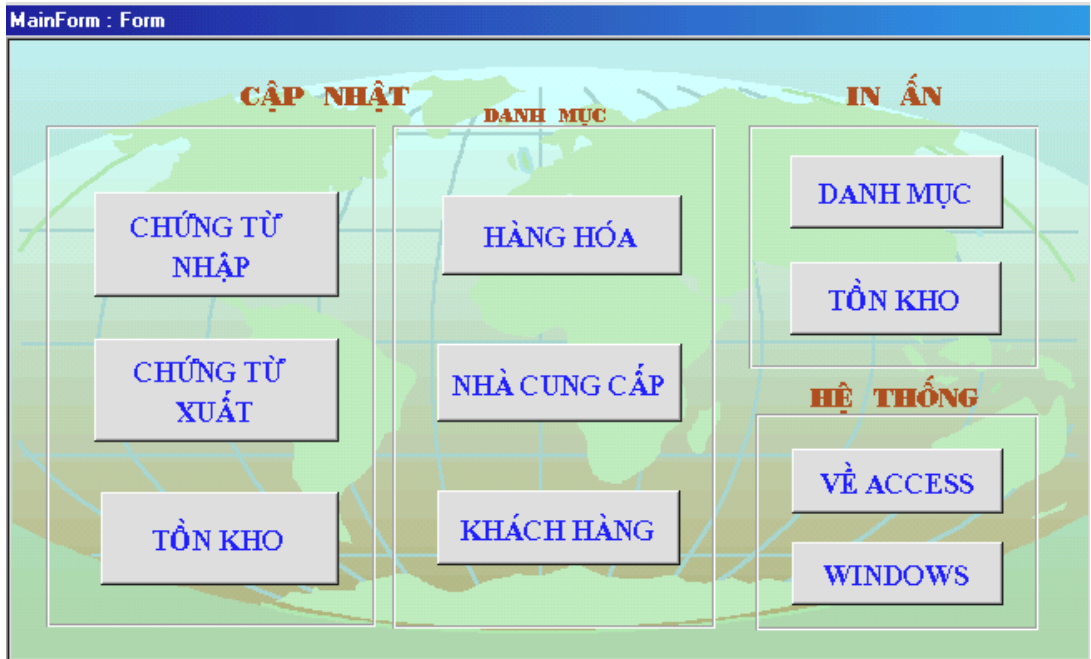 MainForm : Form
CẬP NHẬT
CHỨNG TỪ
NHẬP
CHỨNG TỪ
XUẤT
TỒN KHO
DANH MỤC
HÀNG HÓA
NHÀ CUNG CẤP
KHÁCH HÀNG
IN ẤN
DANH MỤC
TỒN KHO
HỆ THỐNG
VỀ ACCESS
WINDOWS